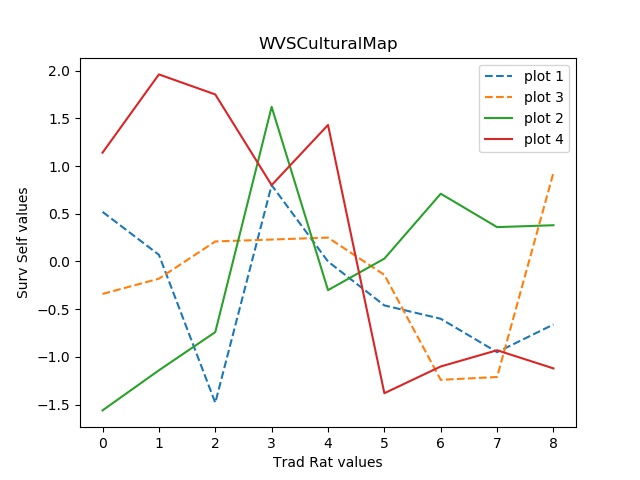 WVSCulturalMap
plot 1
plot 3
plot 2
plot 4
2.0
1.5
1.0
0.5
0.0
−0.5
−1.0
−1.5
Surv Self values
0 1 2 3 4 5 6 7 8
Trad Rat values